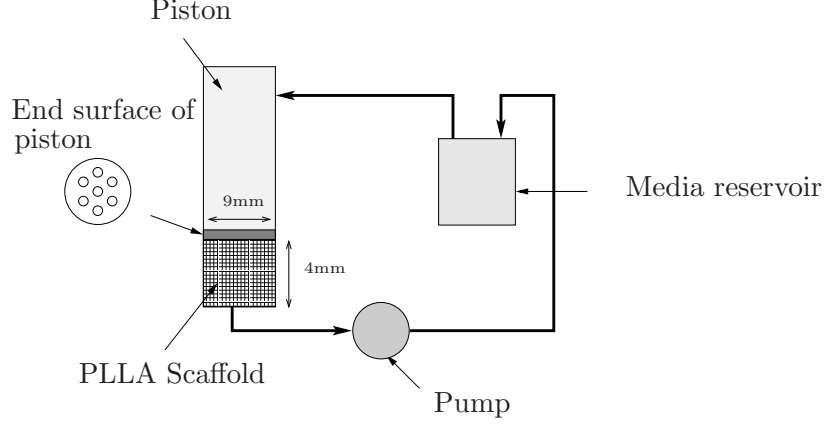 Piston
End surface of
piston
9mm
Media reservoir
4mm
PLLA Scaffold
Pump